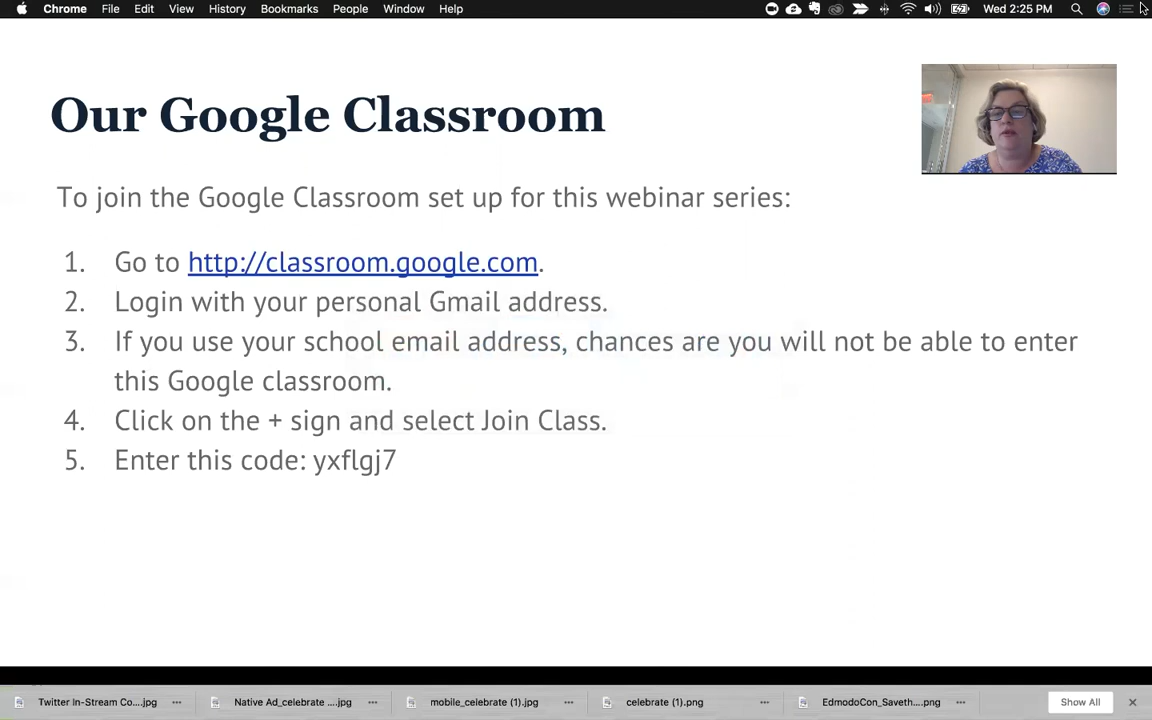 Chrome File Edit View History Bookmarks People Window Help Wed 2:25 PM
Our Google Classroom
To join the Google Classroom set up for this webinar series:
1. Go to http://classroom.google.com.
2. Login with your personal Gmail address.
3. If you use your school email address, chances are you will not be able to enter
this Google classroom.
4. Click on the + sign and select Join Class.
5. Enter this code: yxflgj7
Twitter In-Stream Co....jpg Native Ad_celebrate ....jpg mobile_celebrate (1).jpg celebrate (1).png EdmodoCon_Saveth....png Show All